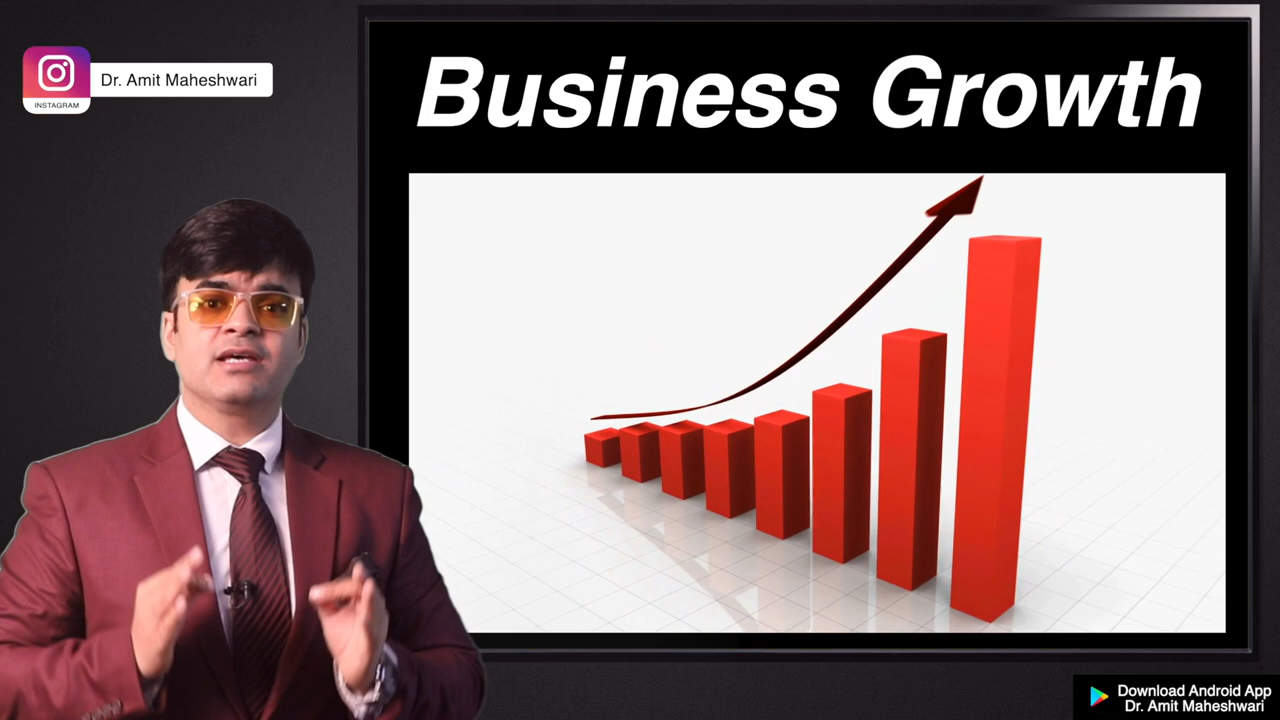 Business Growth
Dr. Amit Maheshwari
INSTAGRAM
Download Android App
Dr. Amit Maheshwari